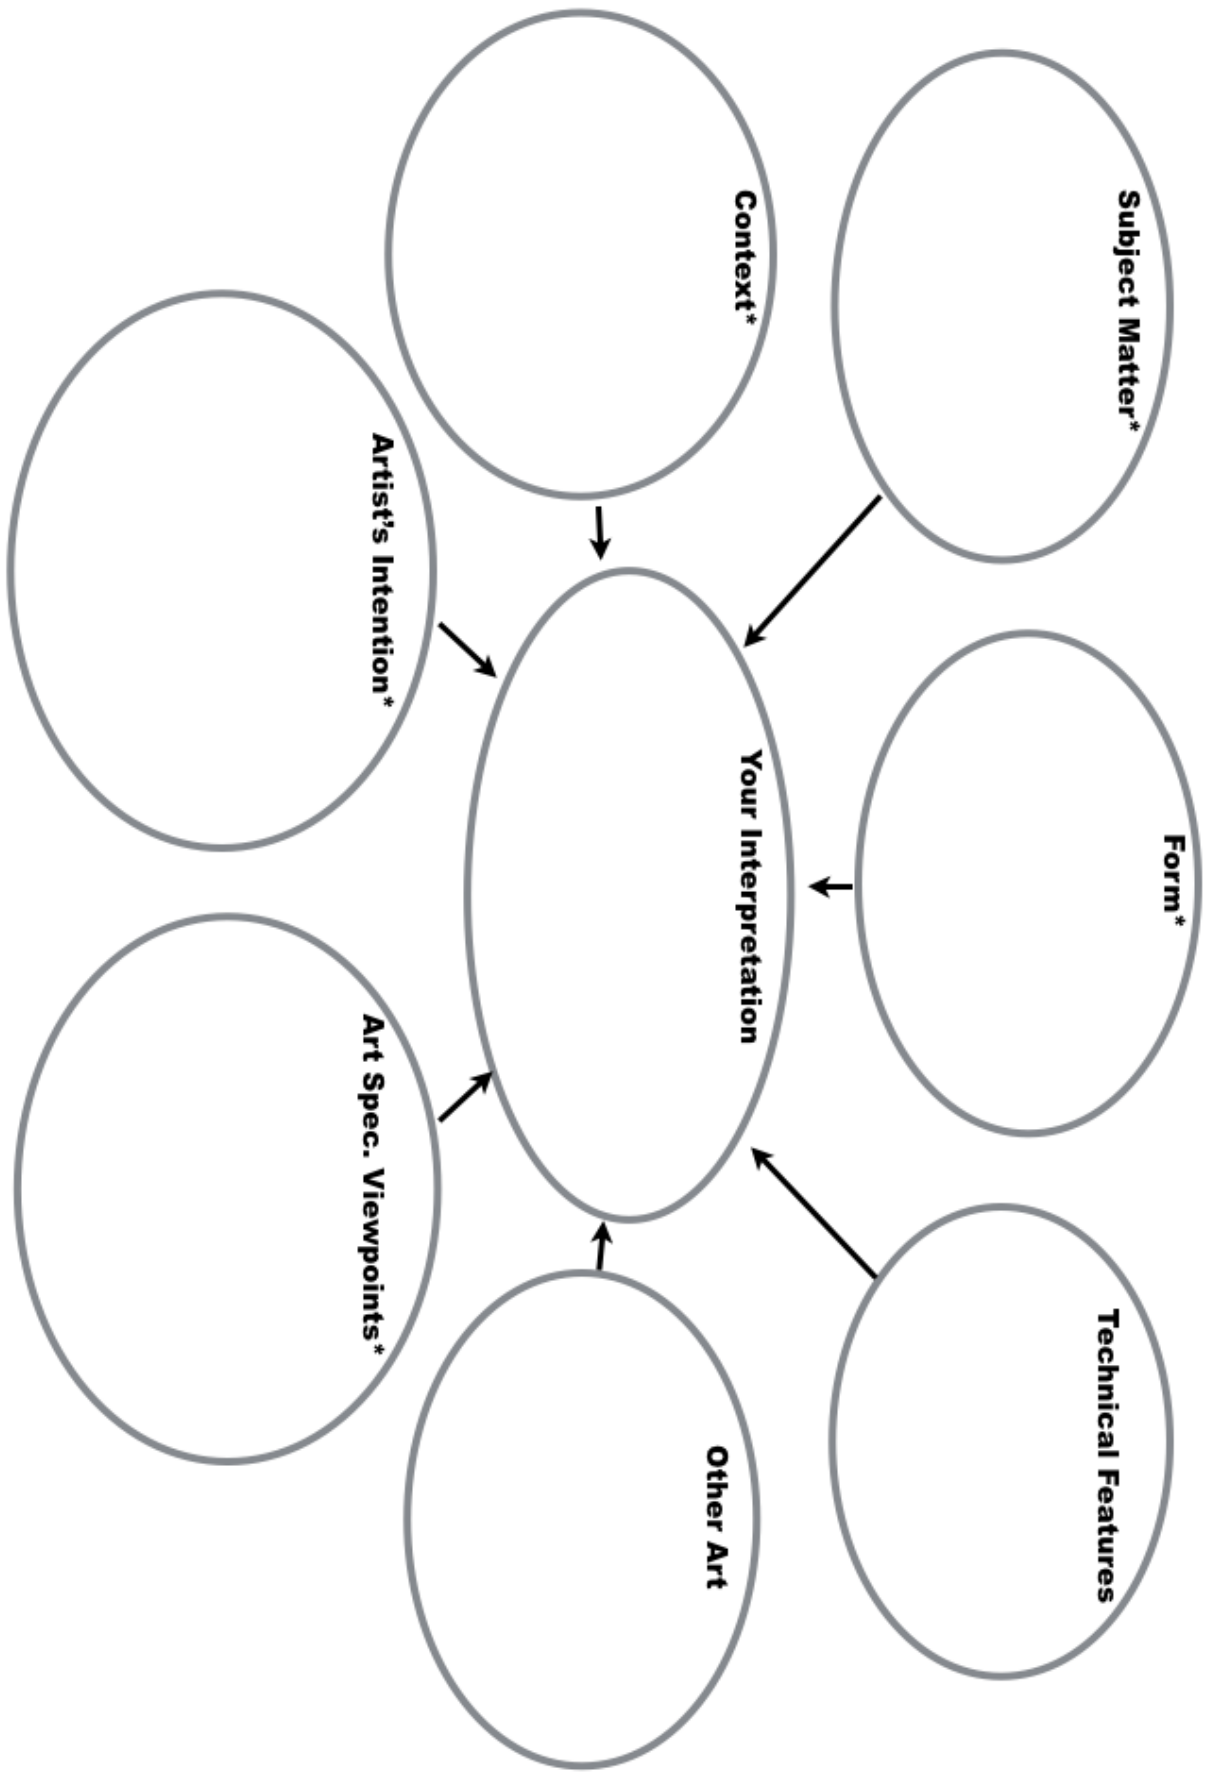 Subject Matter*
Form*
Technical Features
Context*
Your Interpretation
Other Art
Artist’s Intention*
Art Spec. Viewpoints*